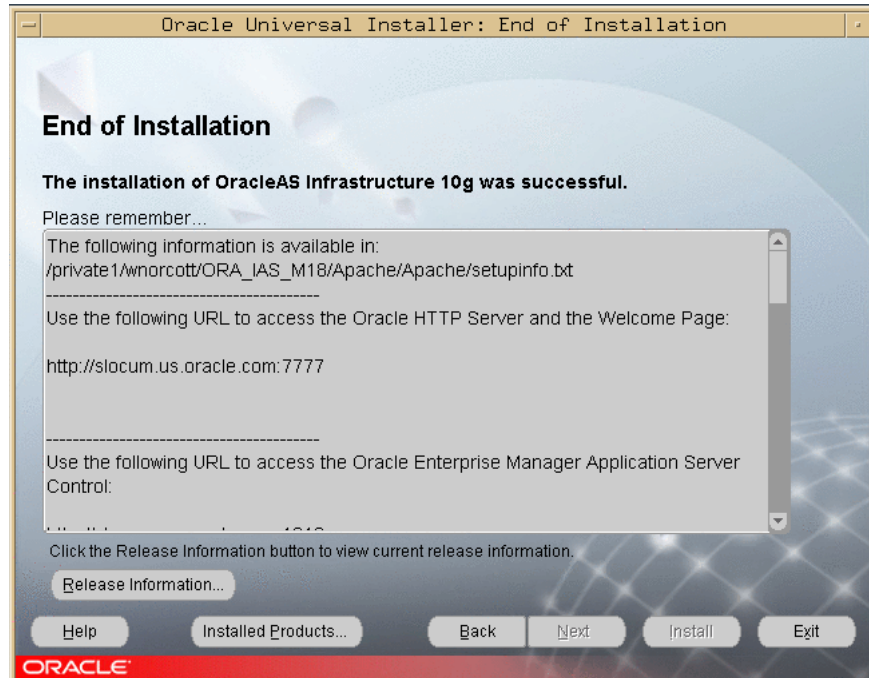 Oracle Universal Installer: End of Installation
End of Installation
The installation of OracleAS Infrastructure 10g was successful.
Please remember...
The following information is available in:
/private1/wnorcott/ORA_IAS_M18/Apache/Apache/setupinfo.txt
-----------------------------------------
Use the following URL to access the Oracle HTTP Server and the Welcome Page:
http://slocum.us.oracle.com:7777
-----------------------------------------
Use the following URL to access the Oracle Enterprise Manager Application Server
Control:
Click the Release Information button to view current release information.
Release Information...
Help Installed Products... Back Next Install Exit
ORACLE